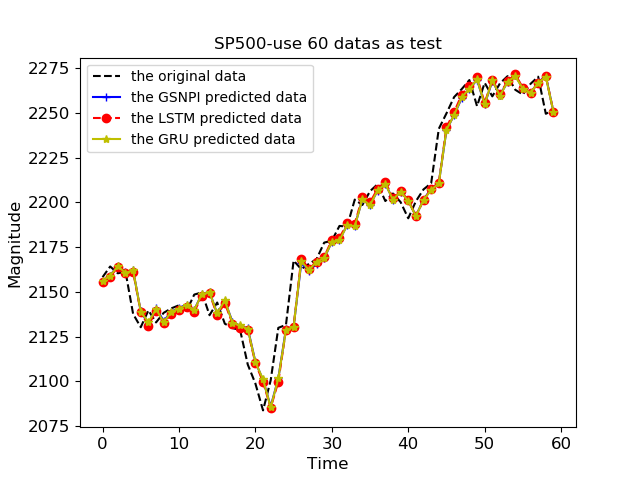 SP500-use 60 datas as test
the original data
the GSNPI predicted data
the LSTM predicted data
the GRU predicted data
Magnitude
2275
2250
2225
2200
2175
2150
2125
2100
2075
0 10 20 30 40 50 60
Time